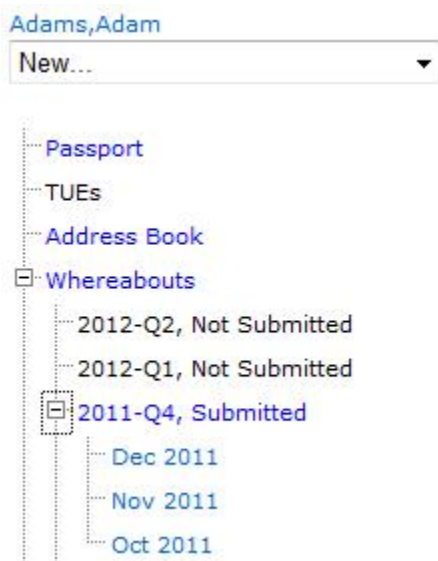 Adams,Adam
New...
Passport
TUEs
Address Book
Whereabouts
2012-Q2, Not Submitted
2012-Q1, Not Submitted
2011-Q4, Submitted
Dec 2011
Nov 2011
Oct 2011